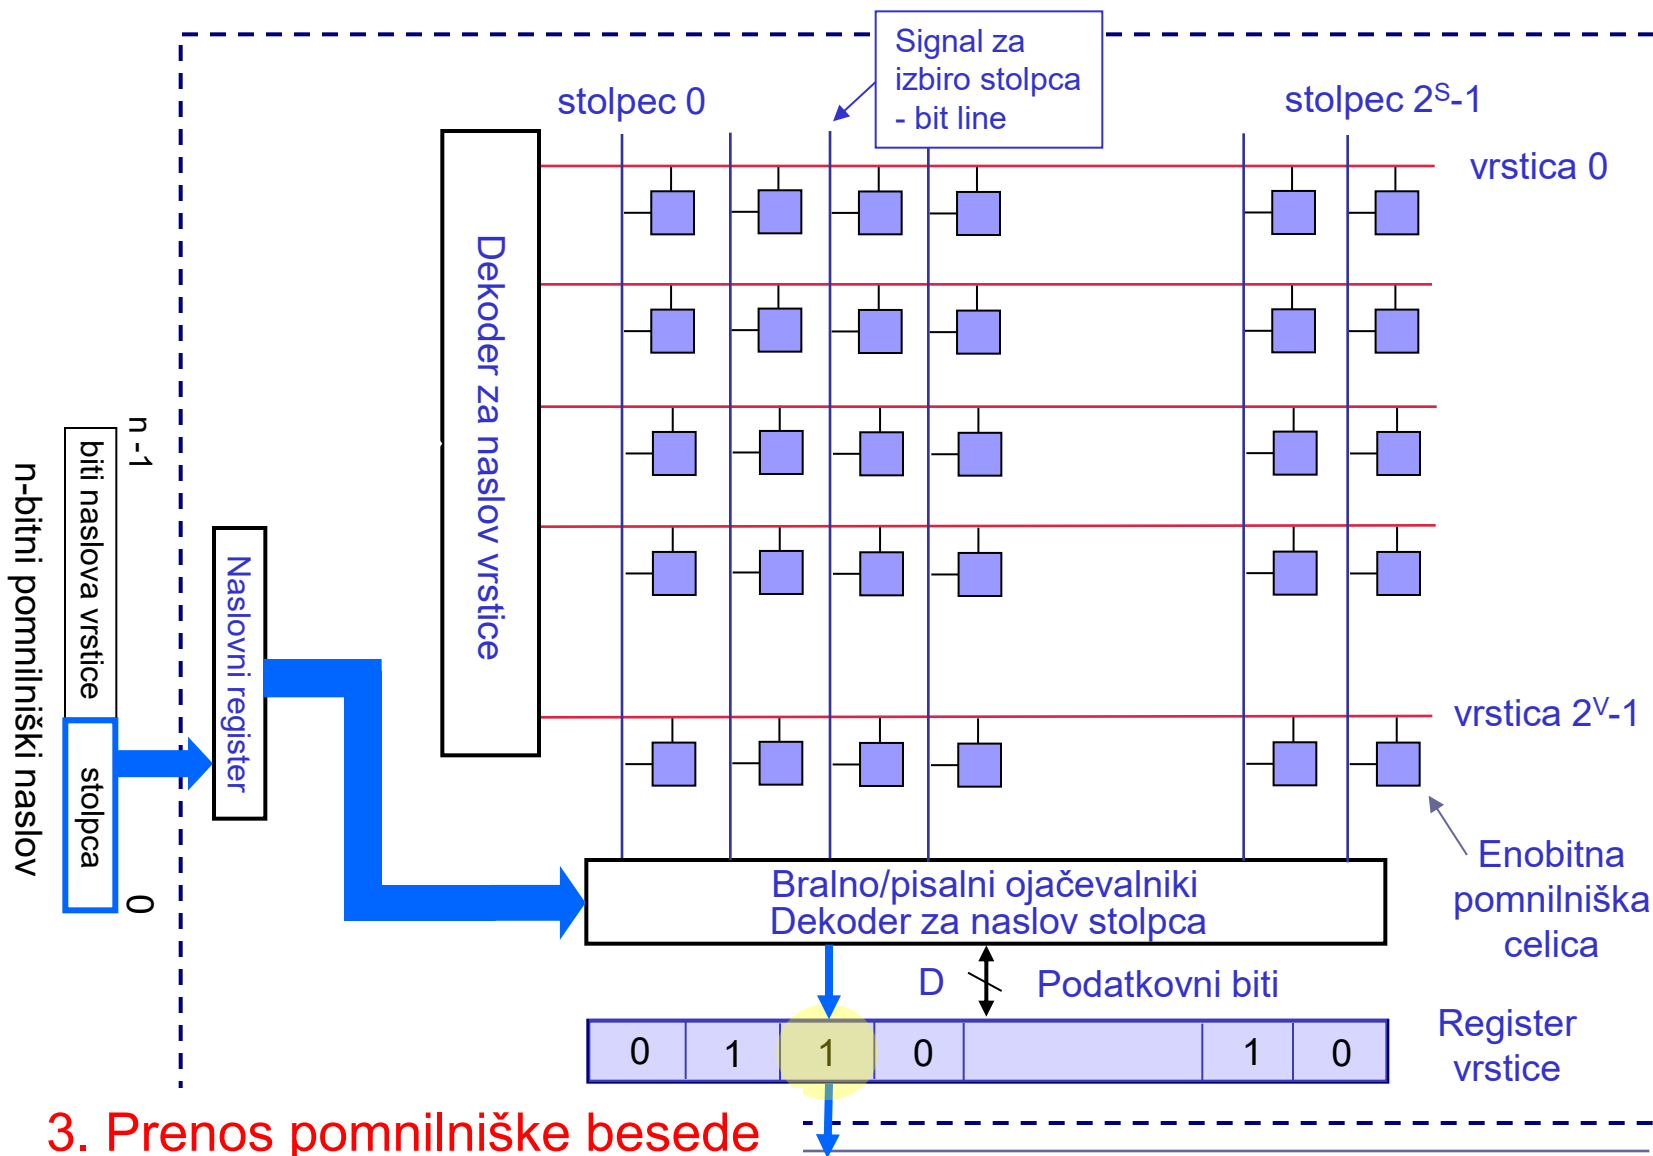 Signal za
izbiro stolpca
- bit line
stolpec 0
stolpec 2^S-1
vrstica 0
Dekoder za naslov vrstice
n -1
biti naslova vrstice
stolpca
0
n-bitni pomnilniški naslov
Naslovni register
vrstica 2^V-1
Enobitna
pomnilniška
celica
Bralno/pisalni ojačevalniki
Dekoder za naslov stolpca
D
Podatkovni biti
0 1 1 0 1 0
Register
vrstice
3. Prenos pomnilniške besede